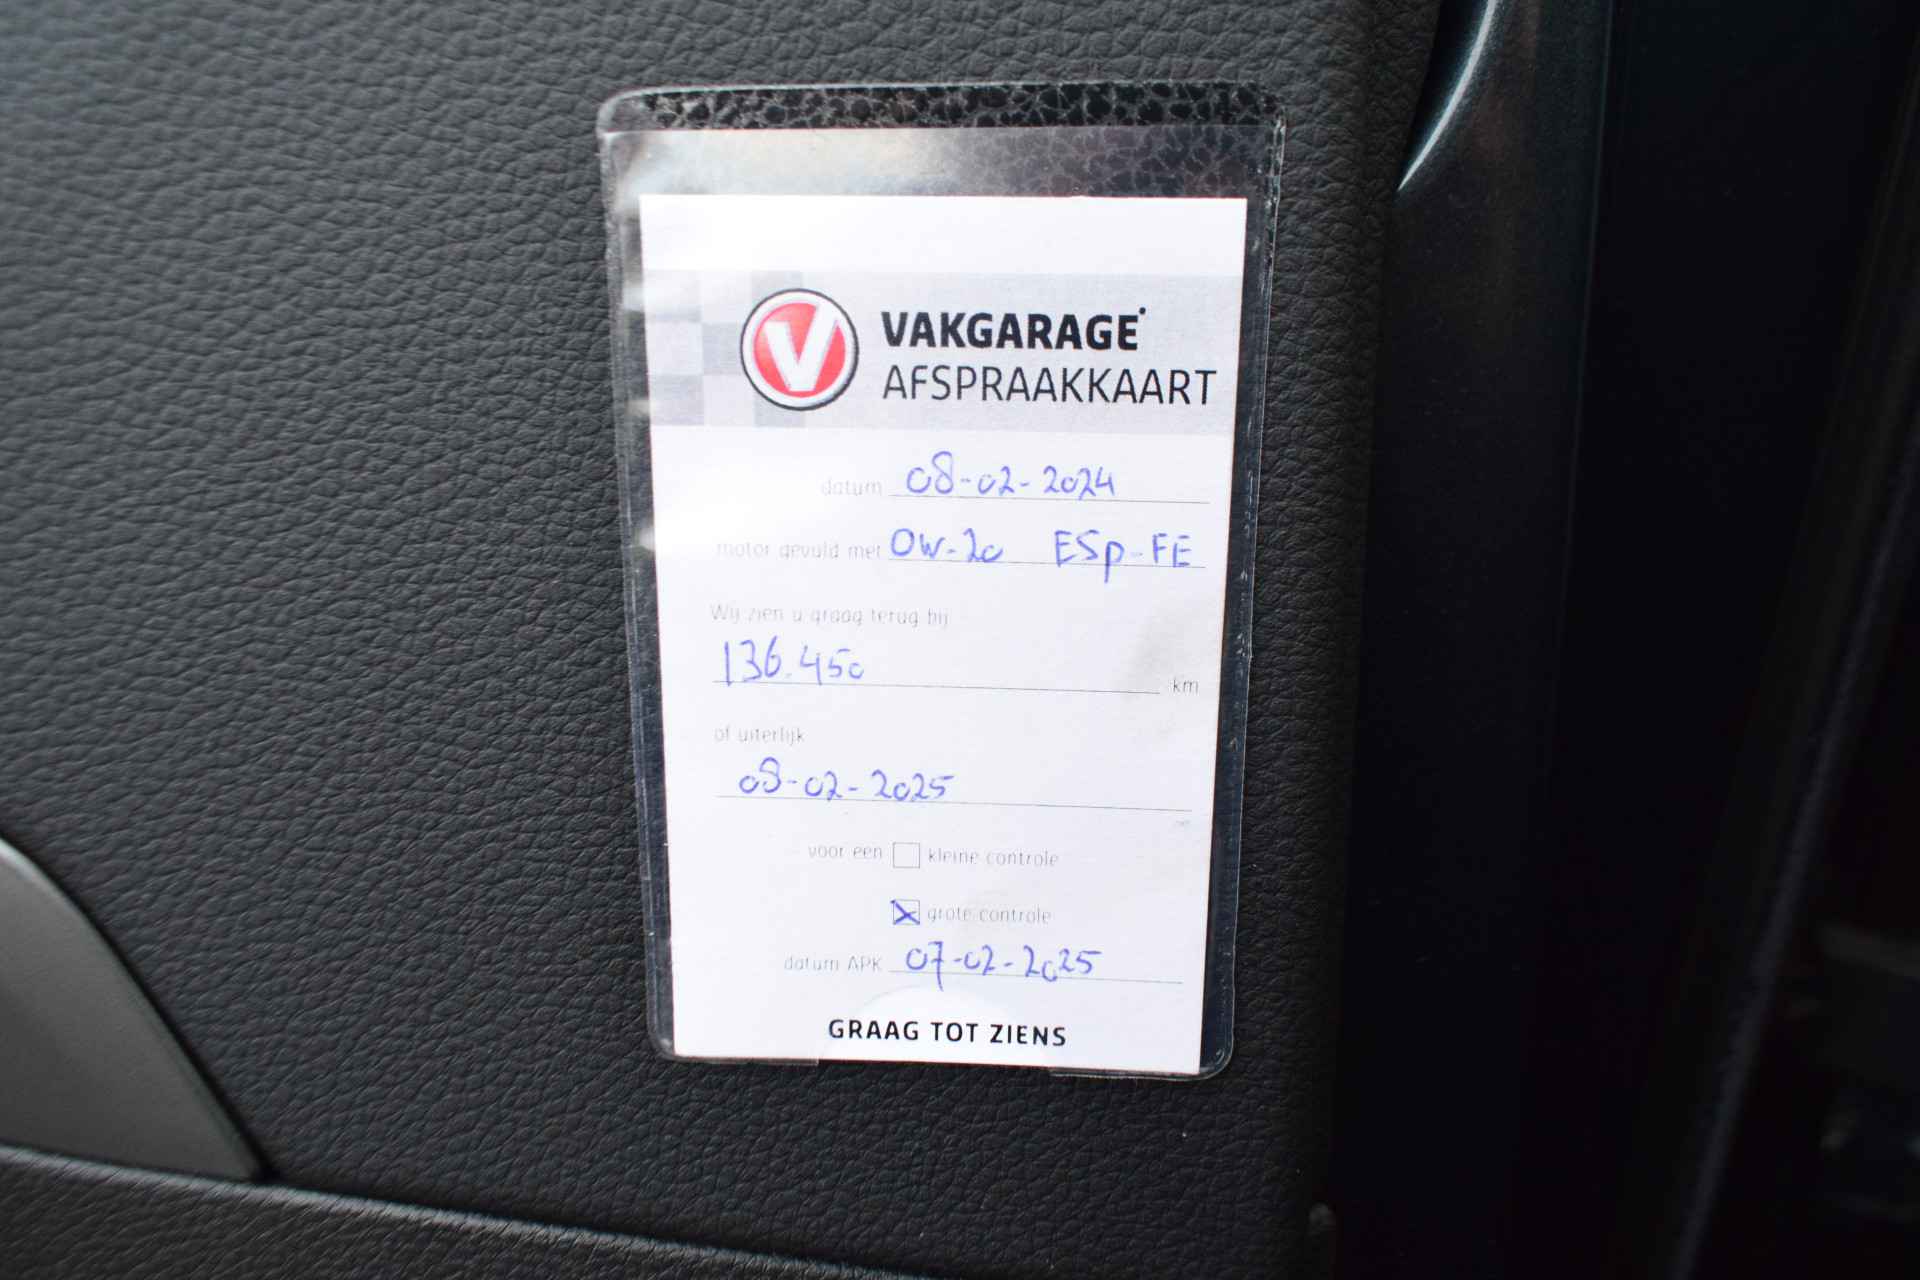 V VAKGARAGE
AFSPRAAKKAART
datum 08-02-2024
motor gevuld met 0W-20 ESP-FE
Wij zien u graag terug bij
136.450 km
of uiterlijk
08-02-2025
voor een kleine controle
grote controle
datum APK 07-02-2025
GRAAG TOT ZIENS